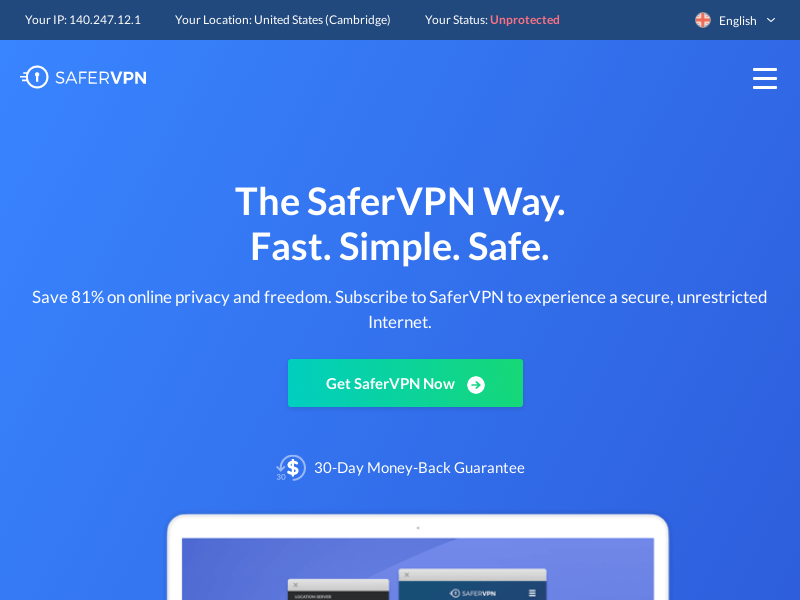 Your IP: 140.247.12.1 Your Location: United States (Cambridge) Your Status: Unprotected English
SAFERVPN
The SaferVPN Way.
Fast. Simple. Safe.
Save 81% on online privacy and freedom. Subscribe to SaferVPN to experience a secure, unrestricted
Internet.
Get SaferVPN Now
30 $ 30-Day Money-Back Guarantee
SAFERVPN
LOCATION SERVER